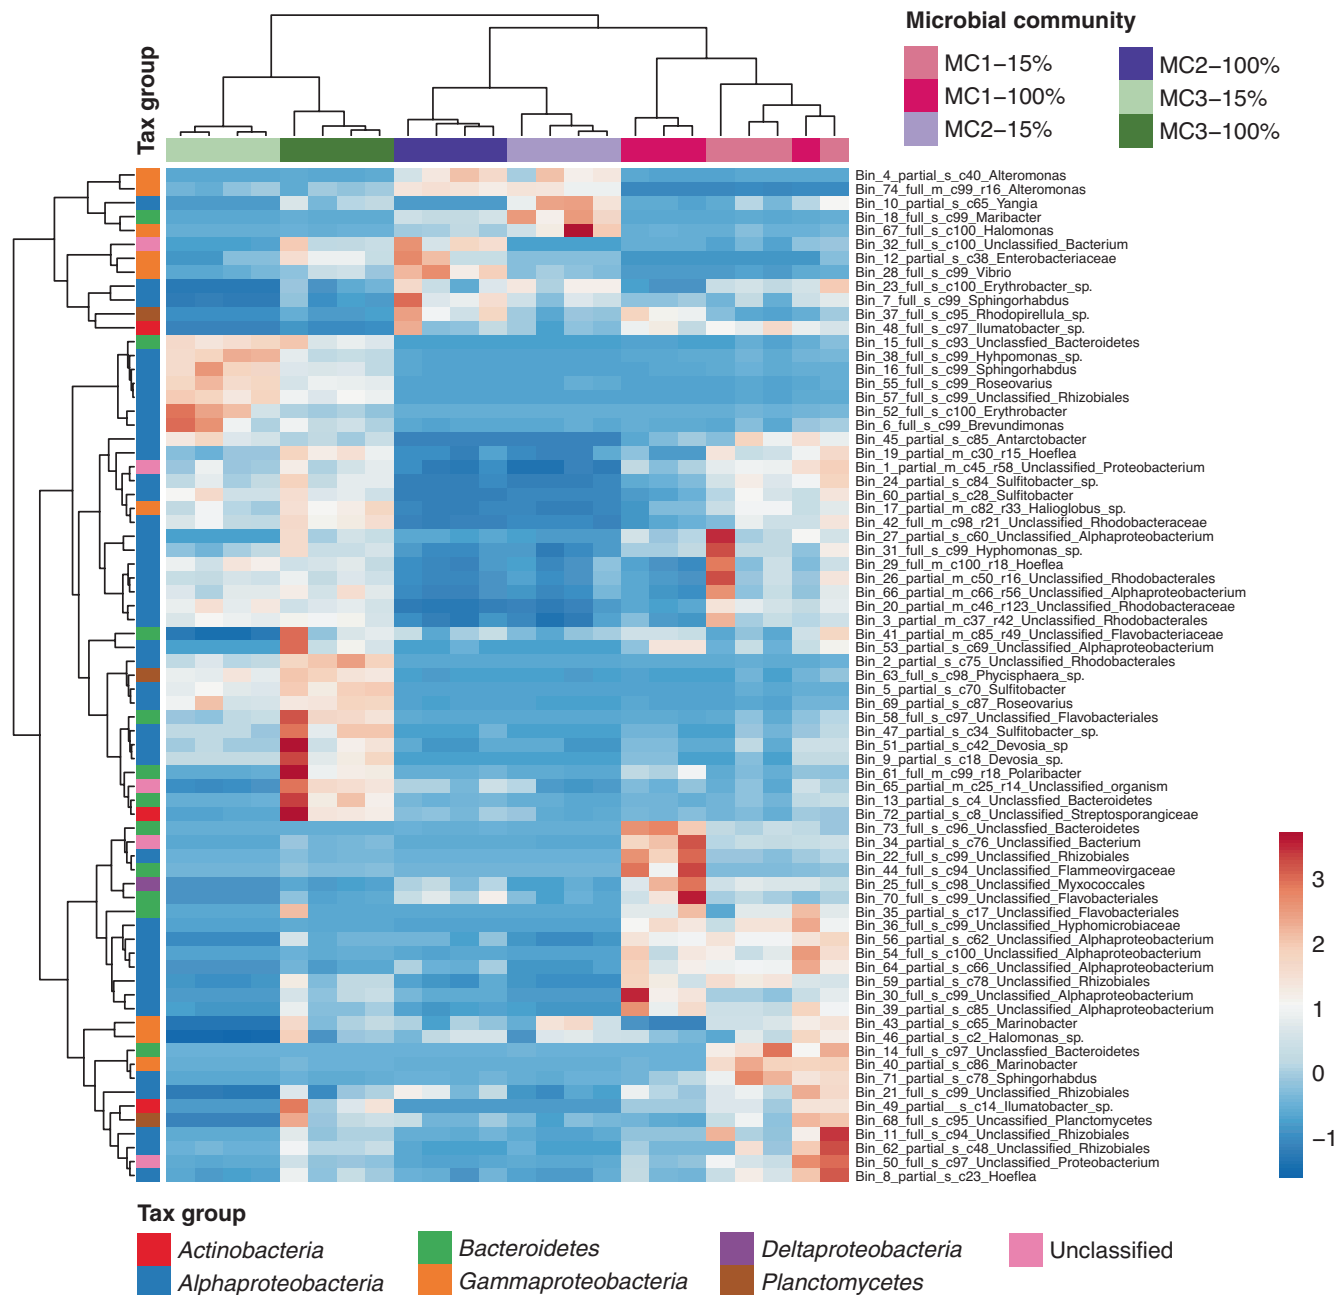 Microbial community
MC1–15%
MC1–100%
MC2–15%
MC2–100%
MC3–15%
MC3–100%
Tax group
Bin_4_partial_s_c40_Alteromonas
Bin_74_full_m_c99_r16_Alteromonas
Bin_10_partial_s_c65_Yangia
Bin_18_full_s_c99_Maribacter
Bin_67_full_s_c100_Halomonas
Bin_32_full_s_c100_Unclassified_Bacterium
Bin_12_partial_s_c38_Enterobacteriaceae
Bin_28_full_s_c99_Vibrio
Bin_23_full_s_c100_Erythrobacter_sp.
Bin_7_full_s_c99_Sphingorhabdus
Bin_37_full_s_c95_Rhodopirellula_sp.
Bin_48_full_s_c97_Ilumatobacter_sp.
Bin_15_full_s_c93_Unclassfied_Bacteroidetes
Bin_38_full_s_c99_Hyhpomonas_sp.
Bin_16_full_s_c99_Sphingorhabdus
Bin_55_full_s_c99_Roseovarius
Bin_57_full_s_c99_Unclassified_Rhizobiales
Bin_52_full_s_c100_Erythrobacter
Bin_6_full_s_c99_Brevundimonas
Bin_45_partial_s_c85_Antarctobacter
Bin_19_partial_m_c30_r15_Hoeflea
Bin_1_partial_m_c45_r58_Unclassified_Proteobacterium
Bin_24_partial_s_c84_Sulfitobacter_sp.
Bin_60_partial_s_c28_Sulfitobacter
Bin_17_partial_m_c82_r33_Halioglobus_sp.
Bin_42_full_m_c98_r21_Unclassified_Rhodobacteraceae
Bin_27_partial_s_c60_Unclassified_Alphaproteobacterium
Bin_31_full_s_c99_Hyphomonas_sp.
Bin_29_full_m_c100_r18_Hoeflea
Bin_26_partial_m_c50_r16_Unclassified_Rhodobacterales
Bin_66_partial_m_c66_r56_Unclassified_Alphaproteobacterium
Bin_20_partial_m_c46_r123_Unclassified_Rhodobacteraceae
Bin_3_partial_m_c37_r42_Unclassified_Rhodobacterales
Bin_41_partial_m_c85_r49_Unclassified_Flavobacteriaceae
Bin_53_partial_s_c69_Unclassified_Alphaproteobacterium
Bin_2_partial_s_c75_Unclassified_Rhodobacterales
Bin_63_full_s_c98_Phycisphaera_sp.
Bin_5_partial_s_c70_Sulfitobacter
Bin_69_partial_s_c87_Roseovarius
Bin_58_full_s_c97_Unclassified_Flavobacteriales
Bin_47_partial_s_c34_Sulfitobacter_sp.
Bin_51_partial_s_c42_Devosia_sp
Bin_9_partial_s_c18_Devosia_sp.
Bin_61_full_m_c99_r18_Polaribacter
Bin_65_partial_m_c25_r14_Unclassified_organism
Bin_13_partial_s_c4_Unclassfied_Bacteroidetes
Bin_72_partial_s_c8_Unclassified_Streptosporangiceae
Bin_73_full_s_c96_Unclassfied_Bacteroidetes
Bin_34_partial_s_c76_Unclassified_Bacterium
Bin_22_full_s_c99_Unclassified_Rhizobiales
Bin_44_full_s_c94_Unclassified_Flammeovirgaceae
Bin_25_full_s_c98_Unclassified_Myxococcales
Bin_70_full_s_c99_Unclassified_Flavobacteriales
Bin_35_partial_s_c17_Unclassified_Flavobacteriales
Bin_36_full_s_c99_Unclassified_Hyphomicrobiaceae
Bin_56_partial_s_c62_Unclassified_Alphaproteobacterium
Bin_54_full_s_c100_Unclassified_Alphaproteobacterium
Bin_64_partial_s_c66_Unclassified_Alphaproteobacterium
Bin_59_partial_s_c78_Unclassified_Rhizobiales
Bin_30_full_s_c99_Unclassified_Alphaproteobacterium
Bin_39_partial_s_c85_Unclassified_Alphaproteobacterium
Bin_43_partial_s_c65_Marinobacter
Bin_46_partial_s_c2_Halomonas_sp.
Bin_14_full_s_c97_Unclassfied_Bacteroidetes
Bin_40_partial_s_c86_Marinobacter
Bin_71_partial_s_c78_Sphingorhabdus
Bin_21_full_s_c99_Unclassified_Rhizobiales
Bin_49_partial__s_c14_Ilumatobacter_sp.
Bin_68_full_s_c95_Uncassified_Planctomycetes
Bin_11_full_s_c94_Unclassified_Rhizobiales
Bin_62_partial_s_c48_Unclassified_Rhizobiales
Bin_50_full_s_c97_Unclassified_Proteobacterium
Bin_8_partial_s_c23_Hoeflea
3
2
1
0
–1
Tax group
Actinobacteria
Alphaproteobacteria
Bacteroidetes
Gammaproteobacteria
Deltaproteobacteria
Planctomycetes
Unclassified